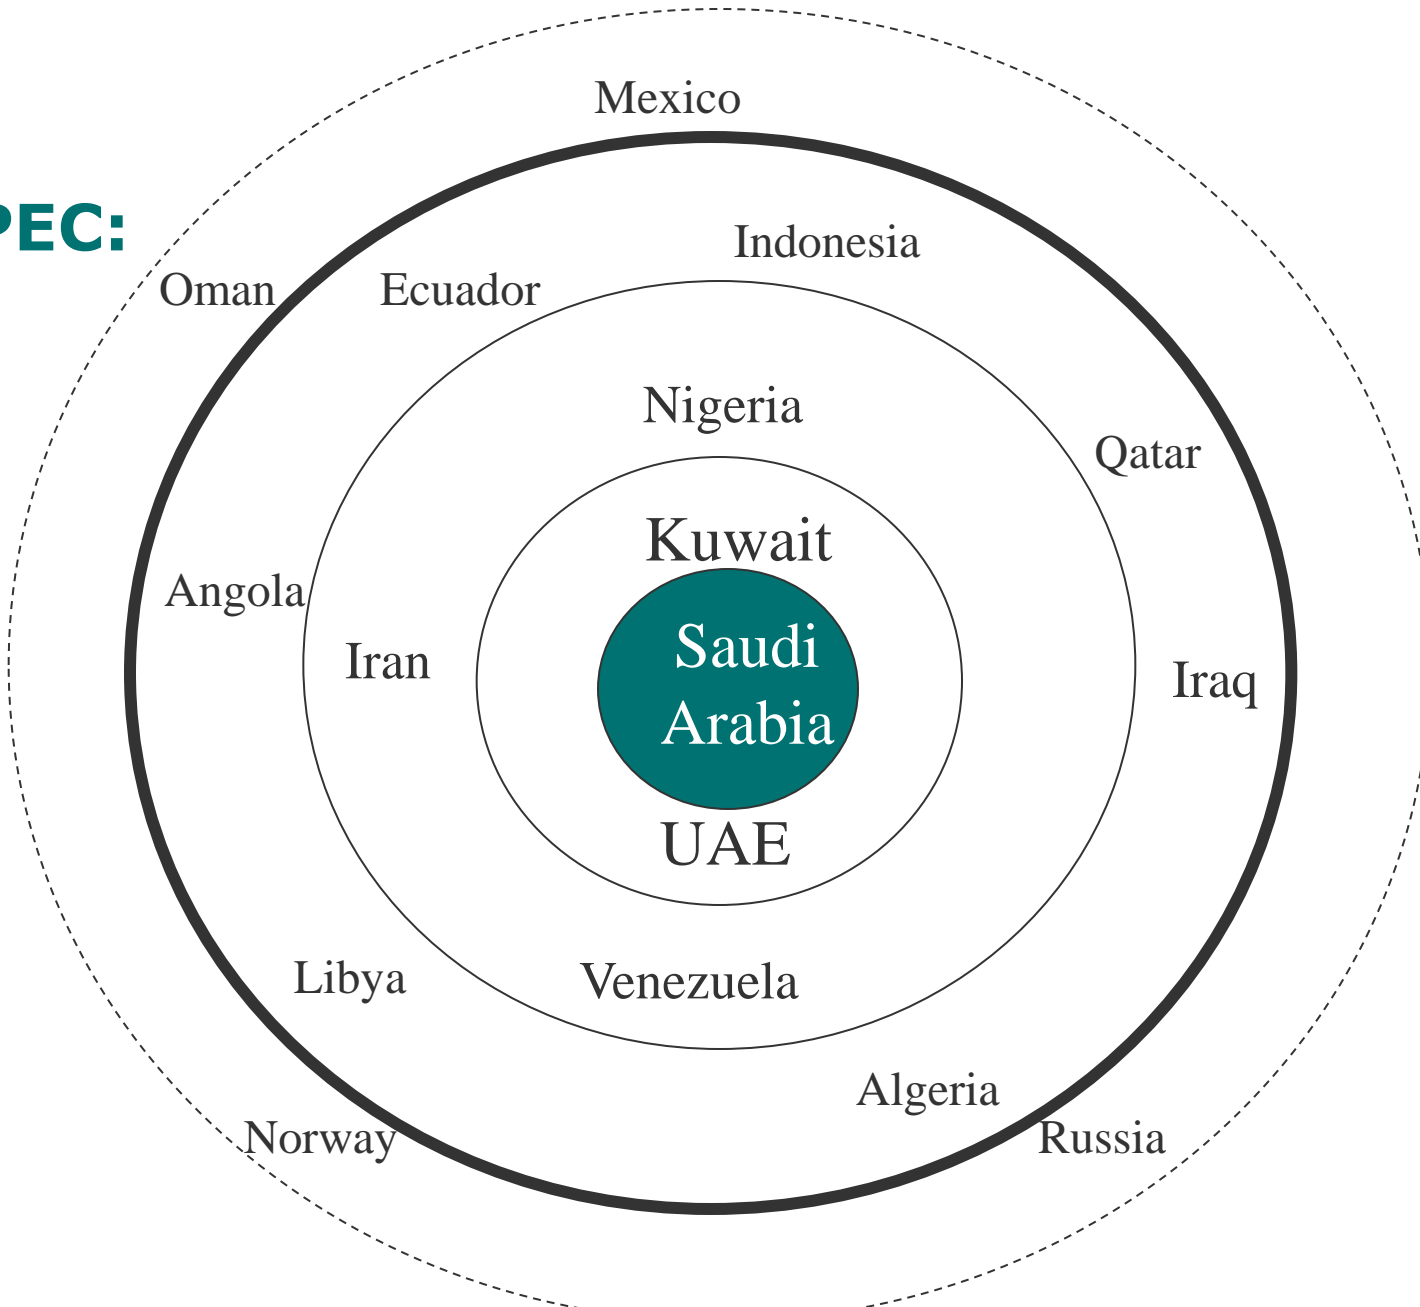 Mexico
PEC:
Indonesia
Oman
Ecuador
Nigeria
Qatar
Kuwait
Angola
Saudi
Arabia
Iran
Iraq
UAE
Libya
Venezuela
Algeria
Norway
Russia